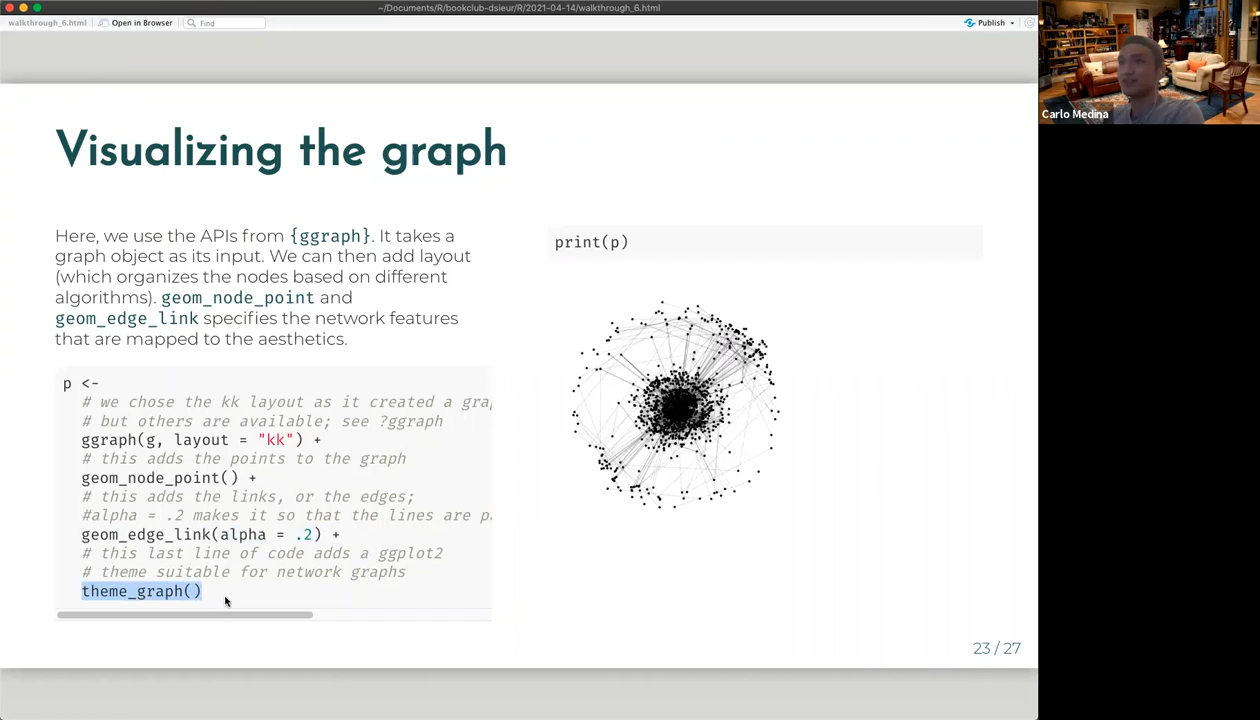 ~/Documents/R/bookclub-dsieur/R/2021-04-14/walkthrough_6.html
walkthrough_6.html
Open in Browser
Find
Publish
Carlo Medina
Visualizing the graph
Here, we use the APIs from {ggraph}. It takes a
graph object as its input. We can then add layout
(which organizes the nodes based on different
algorithms). geom_node_point and
geom_edge_link specifies the network features
that are mapped to the aesthetics.
p <-
# we chose the kk layout as it created a grap
# but others are available; see ?ggraph
ggraph(g, layout = "kk") +
# this adds the points to the graph
geom_node_point() +
# this adds the links, or the edges;
#alpha = .2 makes it so that the lines are pa
geom_edge_link(alpha = .2) +
# this last line of code adds a ggplot2
# theme suitable for network graphs
theme_graph()
print(p)
23 / 27